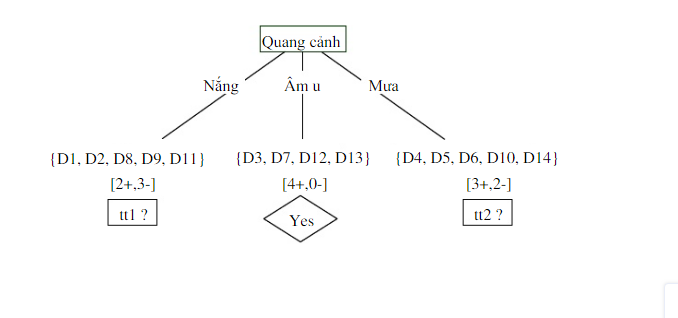 Quang cảnh
Nắng Âm u Mưa
{D1, D2, D8, D9, D11} {D3, D7, D12, D13} {D4, D5, D6, D10, D14}
[2+,3-] [4+,0-] [3+,2-]
tt1 ? Yes tt2 ?